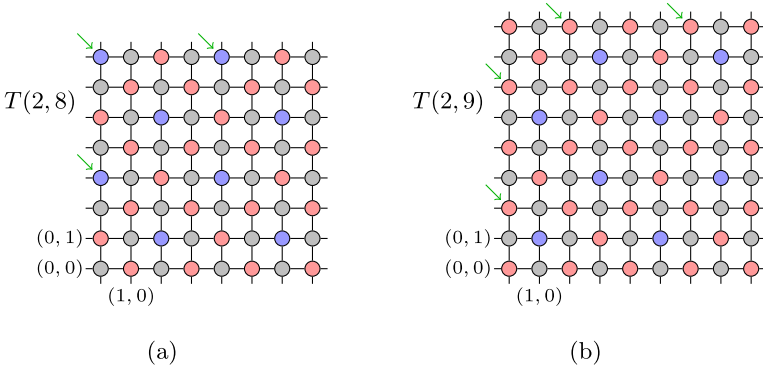 T(2, 8)
(0, 1)
(0, 0)
(1, 0)
(a)
T(2, 9)
(0, 1)
(0, 0)
(1, 0)
(b)